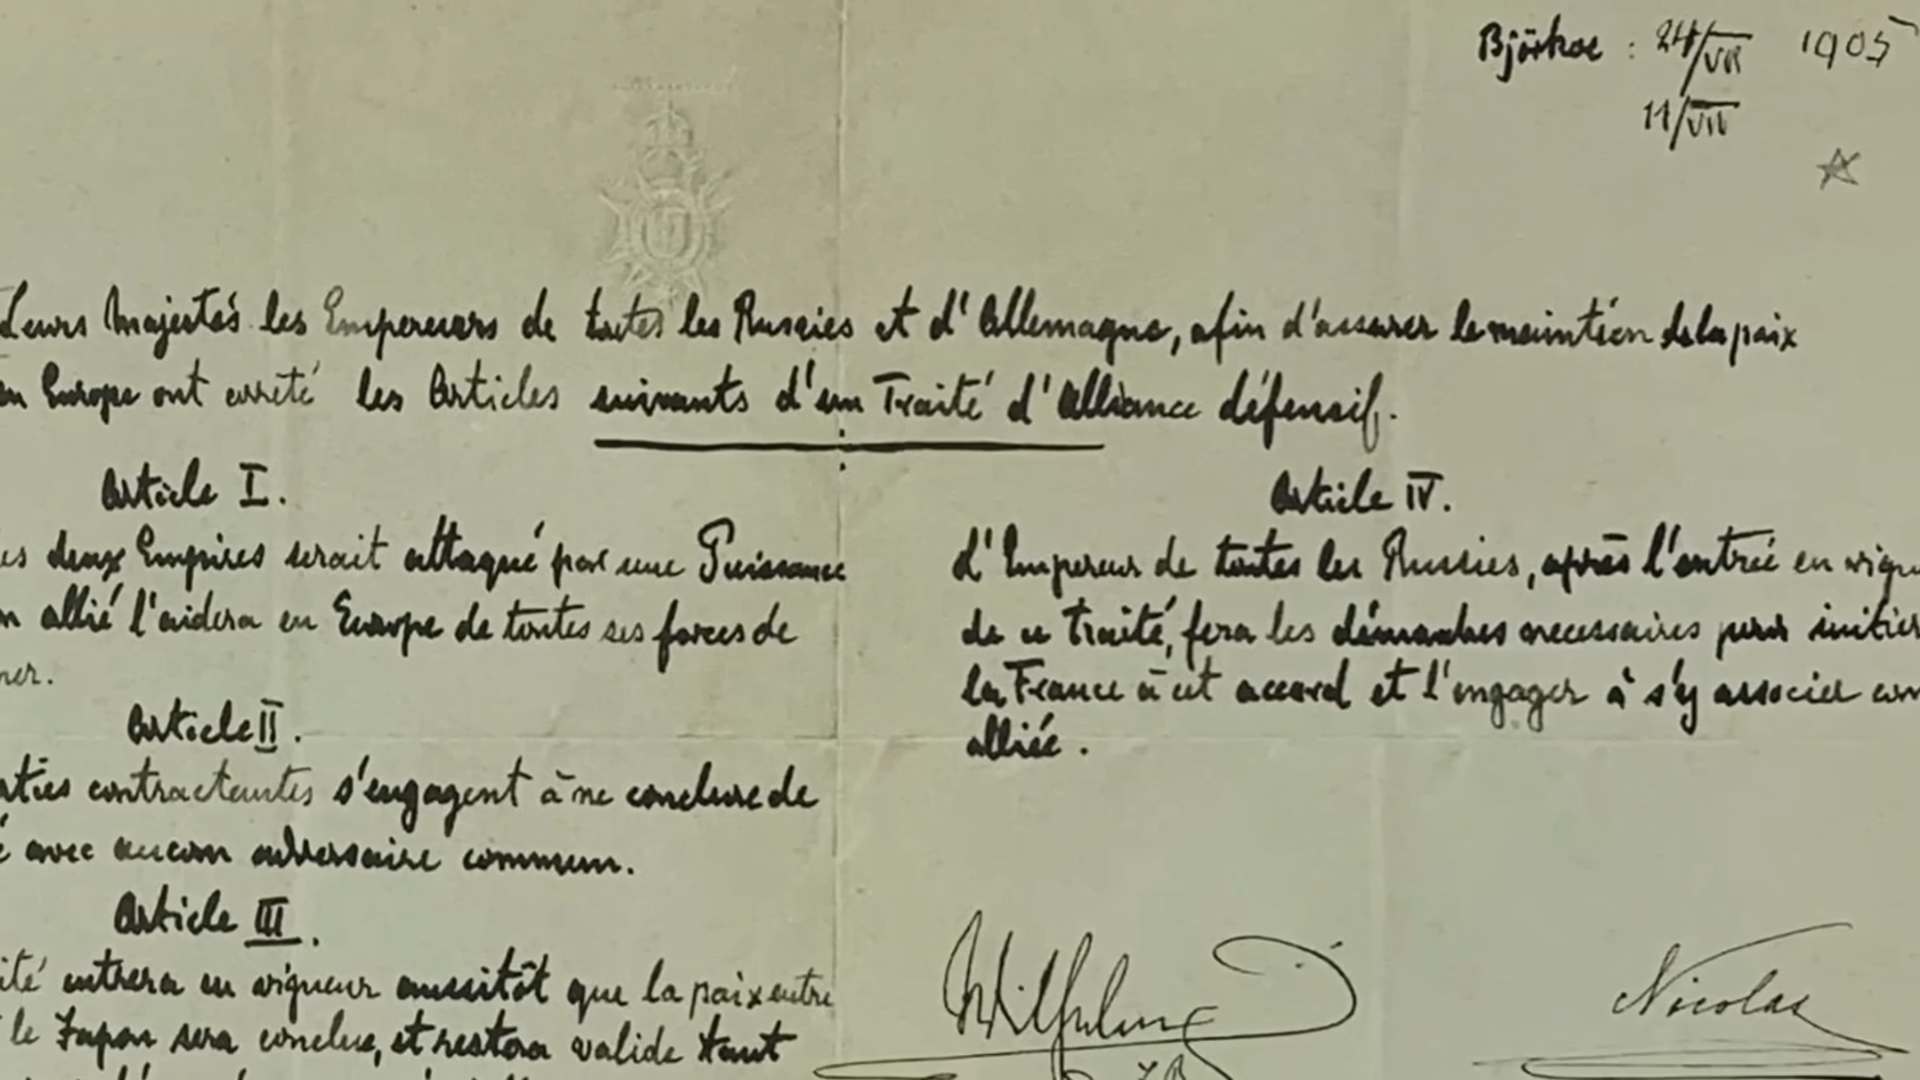 Björkoe : 24/VII 1905
11/VII
Leurs Majestés les Empereurs de toutes les Russies et d'Allemagne, afin d'assurer le maintien de la paix
en Europe ont arreté les Articles suivants d'un Traité d'Alliance défensif.
Article I.
deux Empires serait attaqué par une Puissance
allié l'aidera en Europe de toutes ses forces de
Article II.
contractantes s'engagent à ne conclure de
avec aucun adversaire commun.
Article III.
entrera en vigueur aussitôt que la paix entre
le Japon sera conclue, et restera valide tant
Article IV.
L'Empereur de toutes les Russies, après l'entrée en
de ce traité, fera les démarches necessaires pour initier
la France à cet accord et l'engager à s'y associer
alliée.
Wilhelm
Nicolas